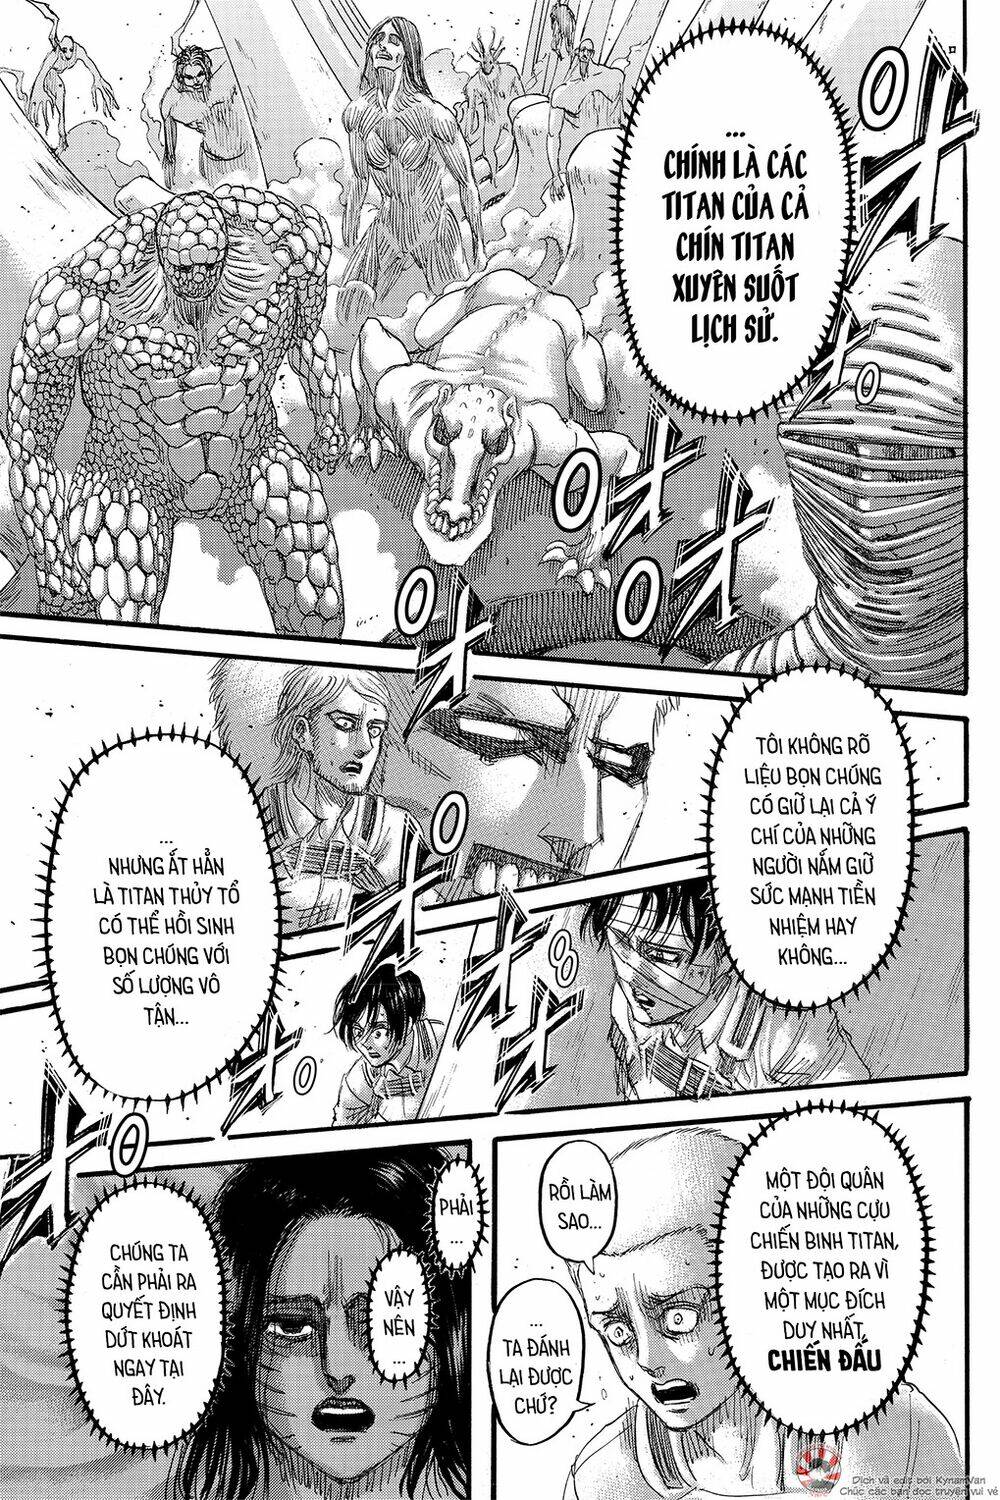 ...
CHÍNH LÀ CÁC
TITAN CỦA CẢ
CHÍN TITAN
XUYÊN SUỐT
LỊCH SỬ.
TÔI KHÔNG RÕ
LIỆU BỌN CHÚNG
CÓ GIỮ LẠI CẢ Ý
CHÍ CỦA NHỮNG
NGƯỜI NẮM GIỮ
SỨC MẠNH TIỀN
NHIỆM HAY
KHÔNG...
...
NHƯNG ẮT HẲN
LÀ TITAN THỦY TỔ
CÓ THỂ HỒI SINH
BỌN CHÚNG VỚI
SỐ LƯỢNG VÔ
TẬN...
MỘT ĐỘI QUÂN
CỦA NHỮNG CỰU
CHIẾN BINH TITAN,
ĐƯỢC TẠO RA VÌ
MỘT MỤC ĐÍCH
DUY NHẤT,
CHIẾN ĐẤU
RỒI LÀM
SAO...
...
TA ĐÁNH
LẠI ĐƯỢC
CHỨ?
...
PHẢI
...
VẬY
NÊN
...
CHÚNG TA
CẦN PHẢI RA
QUYẾT ĐỊNH
DỨT KHOÁT
NGAY TẠI
ĐÂY.
Dịch và edit bởi KynamVan
Chúc các bạn đọc truyện vui vẻ